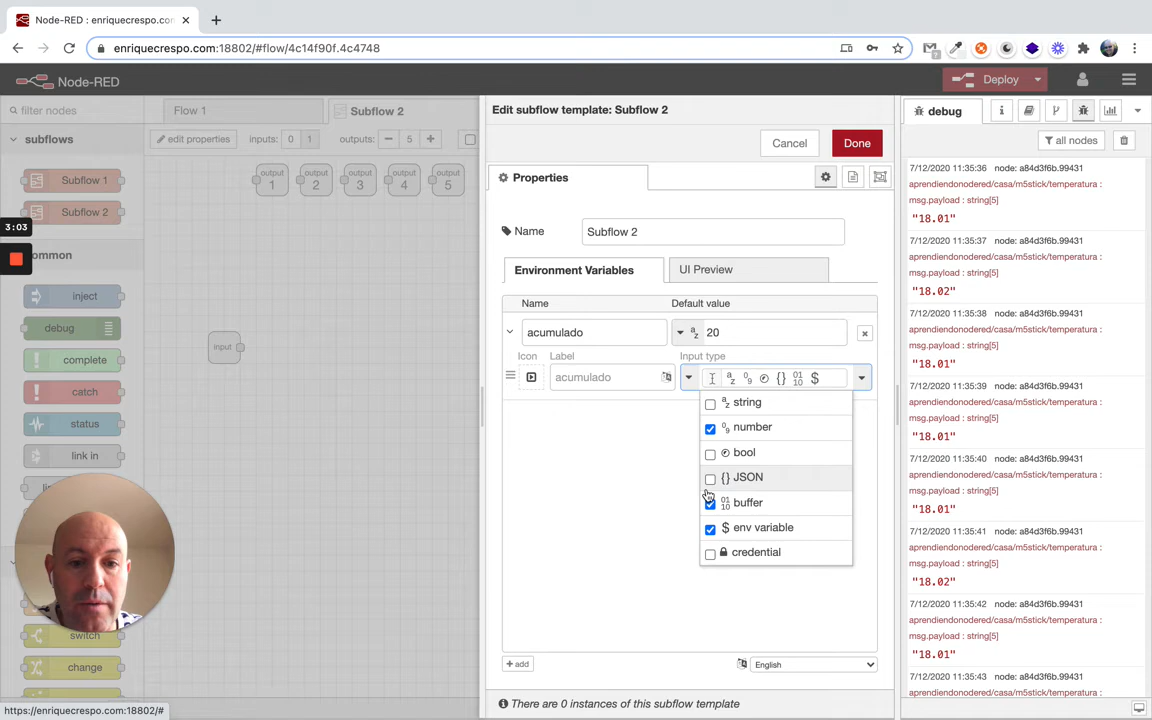 Node-RED : enriquecrespo.con
enriquecrespo.com:18802/#flow/4c14f90f.4c4748
Node-RED
Deploy
filter nodes
Flow 1
Subflow 2
Edit subflow template: Subflow 2
debug
subflows
edit properties
inputs: 0 1
outputs: 5
Cancel
Done
all nodes
Subflow 1
Subflow 2
output 1
output 2
output 3
output 4
output 5
Properties
3:03
common
Name
Subflow 2
inject
debug
complete
catch
status
link in
input
Environment Variables
UI Preview
Name
Default value
acumulado
20
Icon
Label
Input type
acumulado
string
number
bool
JSON
buffer
env variable
credential
switch
change
add
English
There are 0 instances of this subflow template
https://enriquecrespo.com:18802/#
7/12/2020 11:35:36 node: a84d3f6b.99431
aprendiendonodered/casa/m5stick/temperatura :
msg.payload : string[5]
"18.01"
7/12/2020 11:35:37 node: a84d3f6b.99431
aprendiendonodered/casa/m5stick/temperatura :
msg.payload : string[5]
"18.02"
7/12/2020 11:35:38 node: a84d3f6b.99431
aprendiendonodered/casa/m5stick/temperatura :
msg.payload : string[5]
"18.01"
7/12/2020 11:35:39 node: a84d3f6b.99431
aprendiendonodered/casa/m5stick/temperatura :
msg.payload : string[5]
"18.01"
7/12/2020 11:35:40 node: a84d3f6b.99431
aprendiendonodered/casa/m5stick/temperatura :
msg.payload : string[5]
"18.01"
7/12/2020 11:35:41 node: a84d3f6b.99431
aprendiendonodered/casa/m5stick/temperatura :
msg.payload : string[5]
"18.02"
7/12/2020 11:35:42 node: a84d3f6b.99431
aprendiendonodered/casa/m5stick/temperatura :
msg.payload : string[5]
"18.01"
7/12/2020 11:35:43 node: a84d3f6b.99431
aprendiendonodered/casa/m5stick/temperatura :